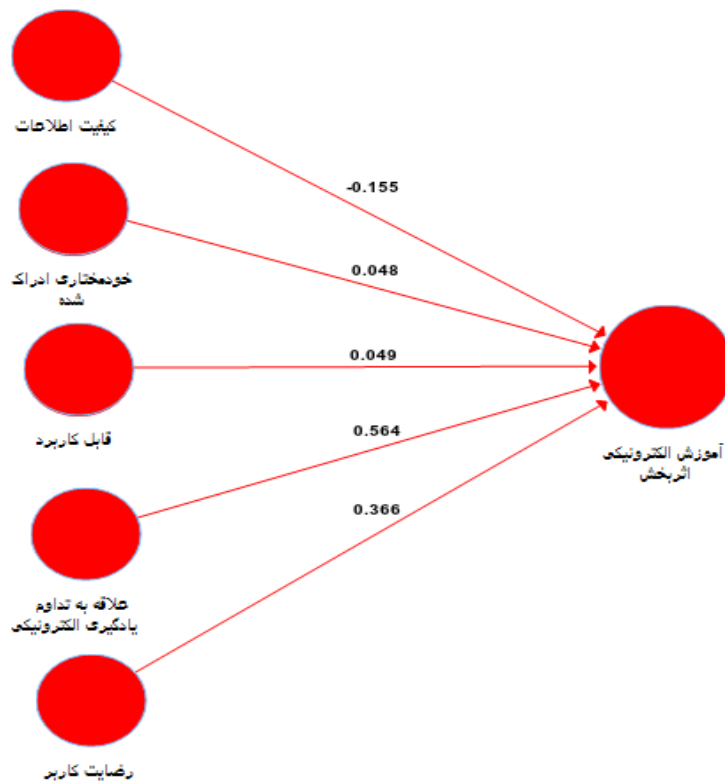 کیفیت اطلاعات
-0.155
خودمختاری ادراک
شده
0.048
0.049
قابل کاربرد
آموزش الکترونیکی
اثربخش
0.564
0.366
علاقه به تداوم
یادگیری الکترونیکی
رضایت کاربر